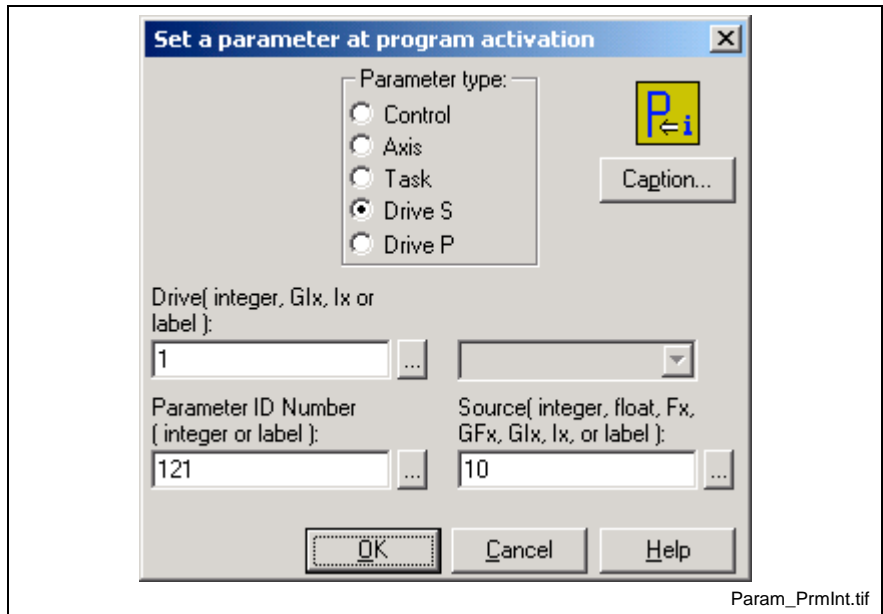 Set a parameter at program activation
Parameter type:
Control
Axis
Task
Drive S
Drive P
P⇐i
Caption...
Drive( integer, GIx, Ix or
label ):
1
...
Parameter ID Number
( integer or label ):
121
...
Source( integer, float, Fx,
GFx, GIx, Ix, or label ):
10
...
OK
Cancel
Help
Param_PrmInt.tif